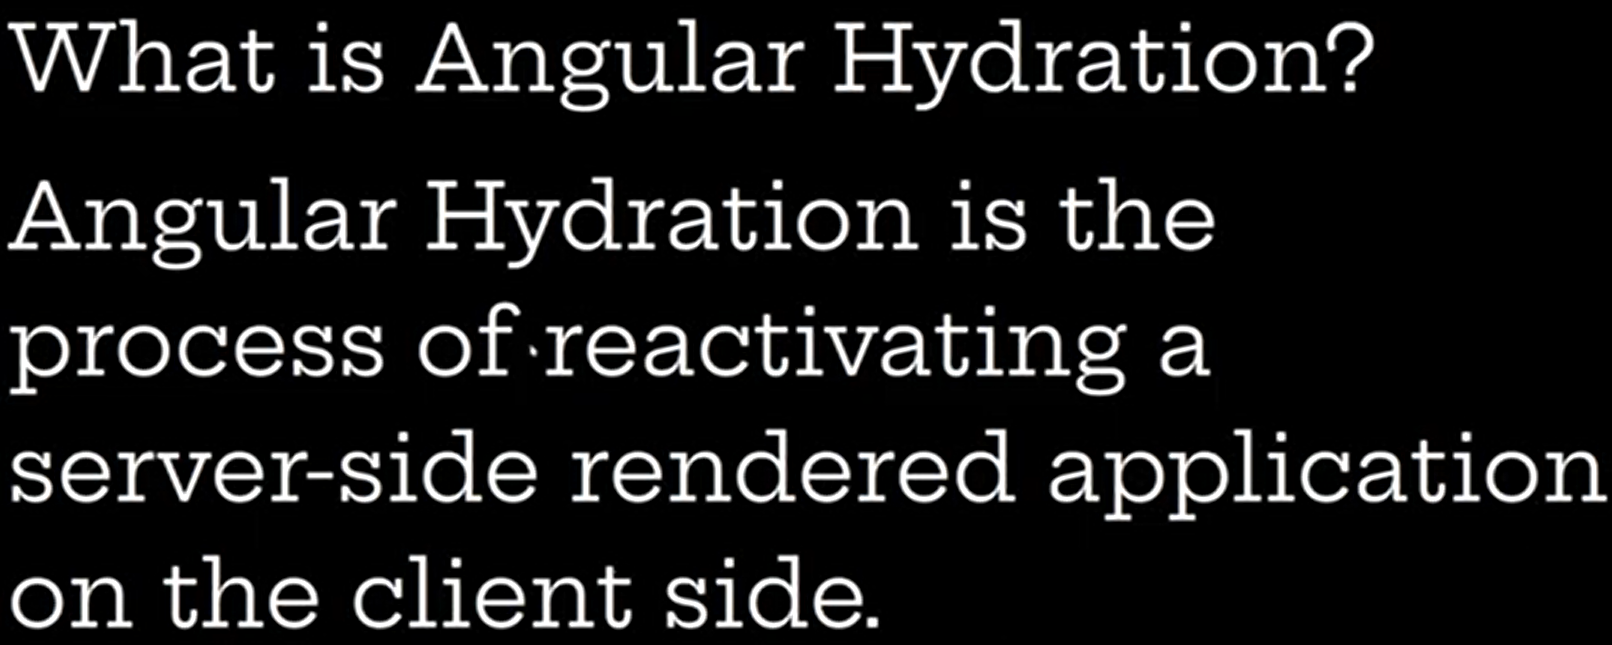 What is Angular Hydration?
Angular Hydration is the
process of reactivating a
server-side rendered application
on the client side.